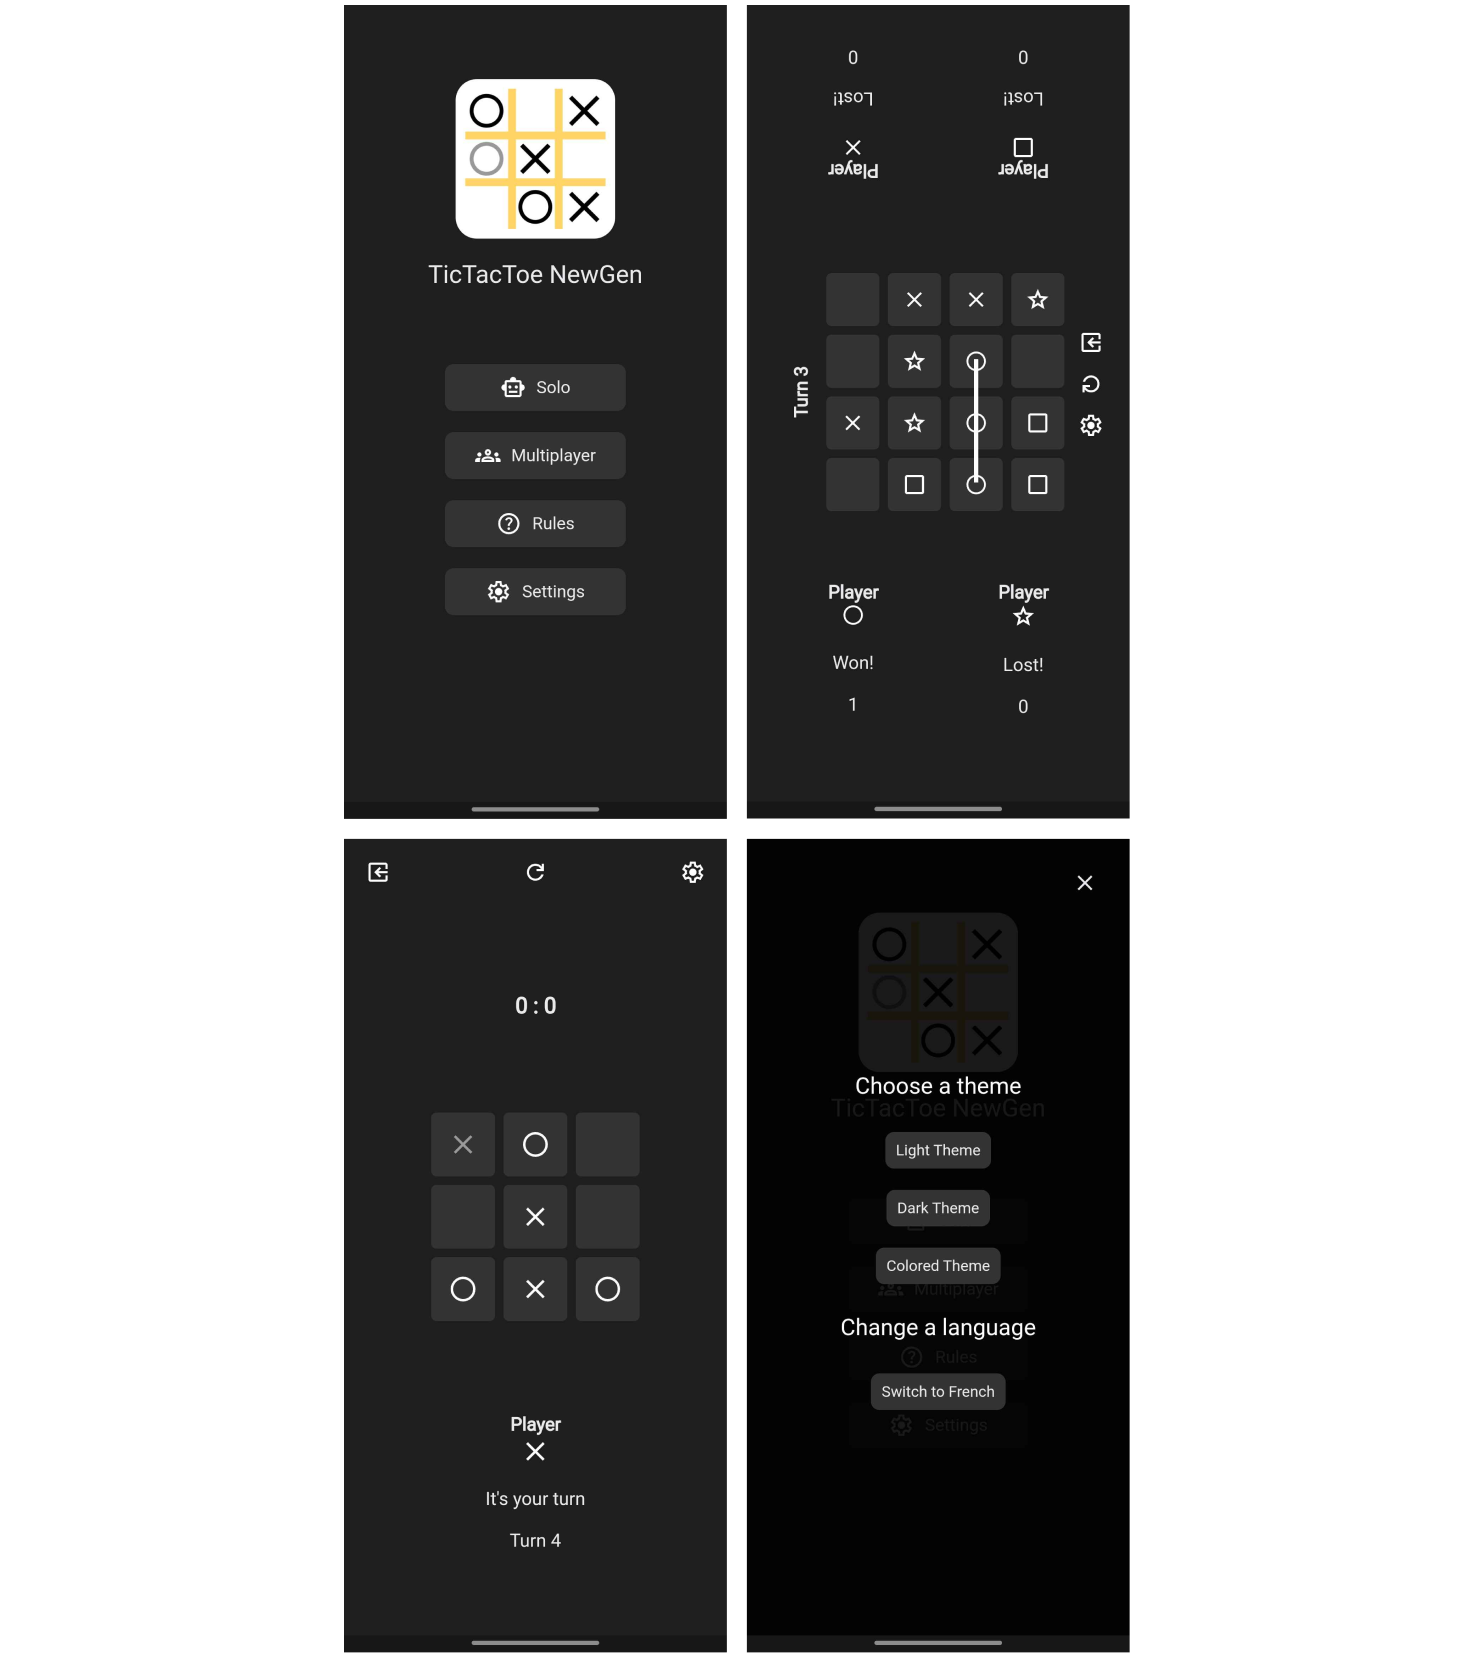 TicTacToe NewGen
Solo
Multiplayer
Rules
Settings
0
0
Lost!
Lost!
Player
Player
Turn 3
Player
Player
Won!
Lost!
1
0
0 : 0
Player
It's your turn
Turn 4
Choose a theme
TicTacToe NewGen
Light Theme
Dark Theme
Colored Theme
Multiplayer
Change a language
Rules
Switch to French
Settings